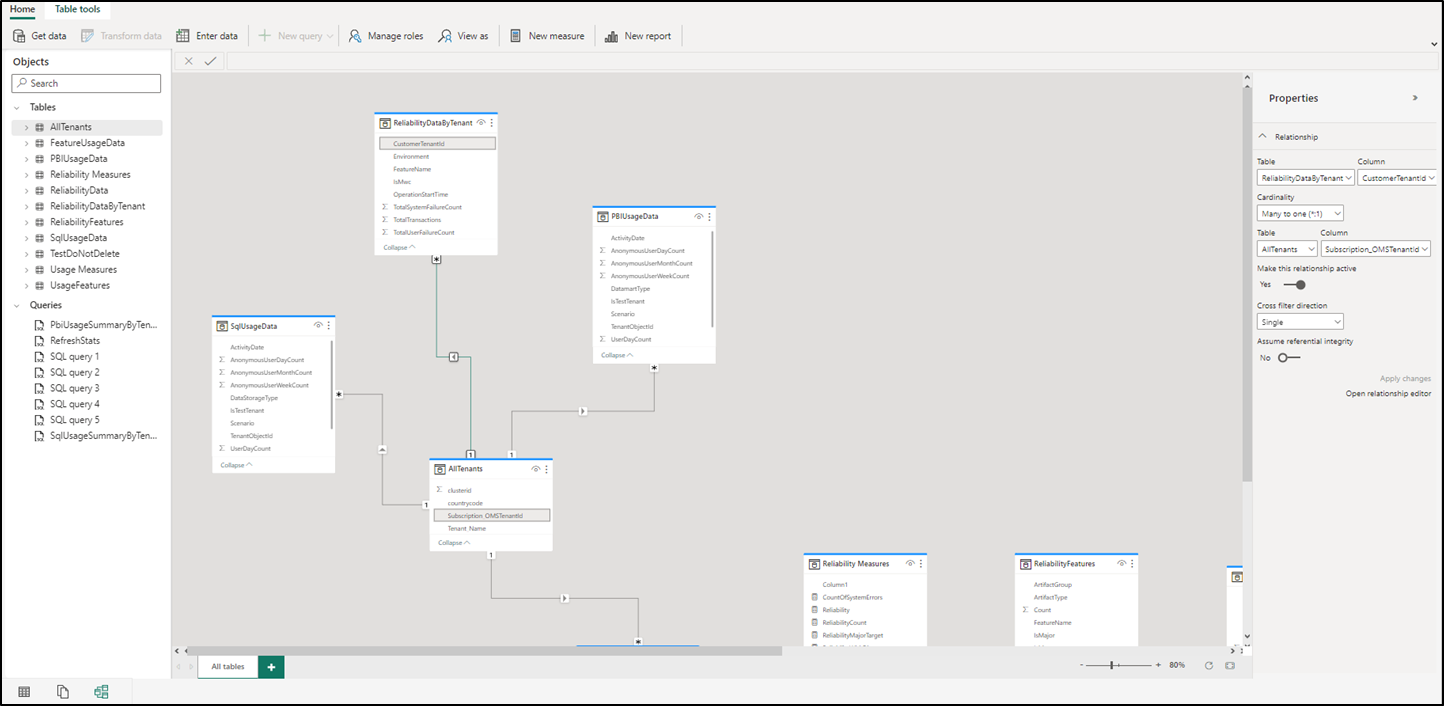 Home Table tools
Get data Transform data Enter data New query Manage roles View as New measure New report
Objects
Search
Tables
AllTenants
FeatureUsageData
PBIUsageData
Reliability Measures
ReliabilityData
ReliabilityDataByTenant
ReliabilityFeatures
SqlUsageData
TestDoNotDelete
Usage Measures
UsageFeatures
Queries
PbiUsageSummaryByTen...
RefreshStats
SQL query 1
SQL query 2
SQL query 3
SQL query 4
SQL query 5
SqlUsageSummaryByTen...
ReliabilityDataByTenant
CustomerTenantId
Environment
FeatureName
IsMwc
OperationStartTime
Σ TotalSystemFailureCount
Σ TotalTransactions
Σ TotalUserFailureCount
Collapse
*
PBIUsageData
ActivityDate
Σ AnonymousUserDayCount
Σ AnonymousUserMonthCount
Σ AnonymousUserWeekCount
DatamartType
IsTestTenant
Scenario
TenantObjectId
Σ UserDayCount
Collapse
*
SqlUsageData
ActivityDate
Σ AnonymousUserDayCount
Σ AnonymousUserMonthCount
Σ AnonymousUserWeekCount
DataStorageType
IsTestTenant
Scenario
TenantObjectId
Σ UserDayCount
Collapse
*
1 1
AllTenants
Σ clusterid
countrycode
1 Subscription_OMSTenantId
Tenant_Name
Collapse
1
*
Reliability Measures
Column1
CountOfSystemErrors
Reliability
ReliabilityCount
ReliabilityMajorTarget
ReliabilityFeatures
ArtifactGroup
ArtifactType
Σ Count
FeatureName
IsMajor
All tables +
- + 80%
Properties
Relationship
Table Column
ReliabilityDataByTenant CustomerTenantId
Cardinality
Many to one (*:1)
Table Column
AllTenants Subscription_OMSTenantId
Make this relationship active
Yes
Cross filter direction
Single
Assume referential integrity
No
Apply changes
Open relationship editor